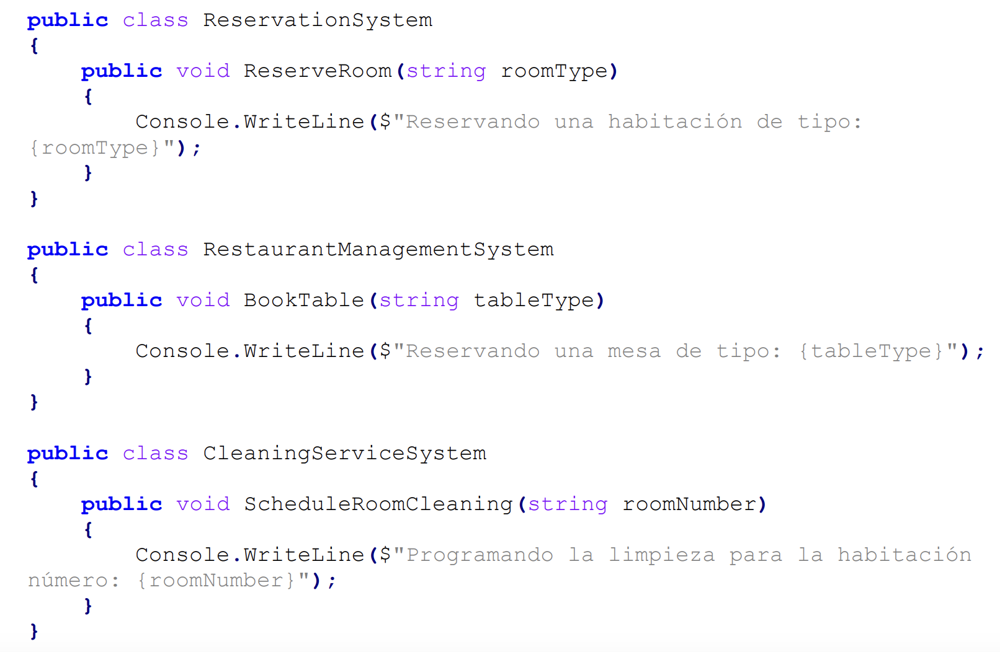 public class ReservationSystem
{
    public void ReserveRoom(string roomType)
    {
        Console.WriteLine($"Reservando una habitación de tipo:
{roomType}");
    }
}

public class RestaurantManagementSystem
{
    public void BookTable(string tableType)
    {
        Console.WriteLine($"Reservando una mesa de tipo: {tableType}");
    }
}

public class CleaningServiceSystem
{
    public void ScheduleRoomCleaning(string roomNumber)
    {
        Console.WriteLine($"Programando la limpieza para la habitación
número: {roomNumber}");
    }
}